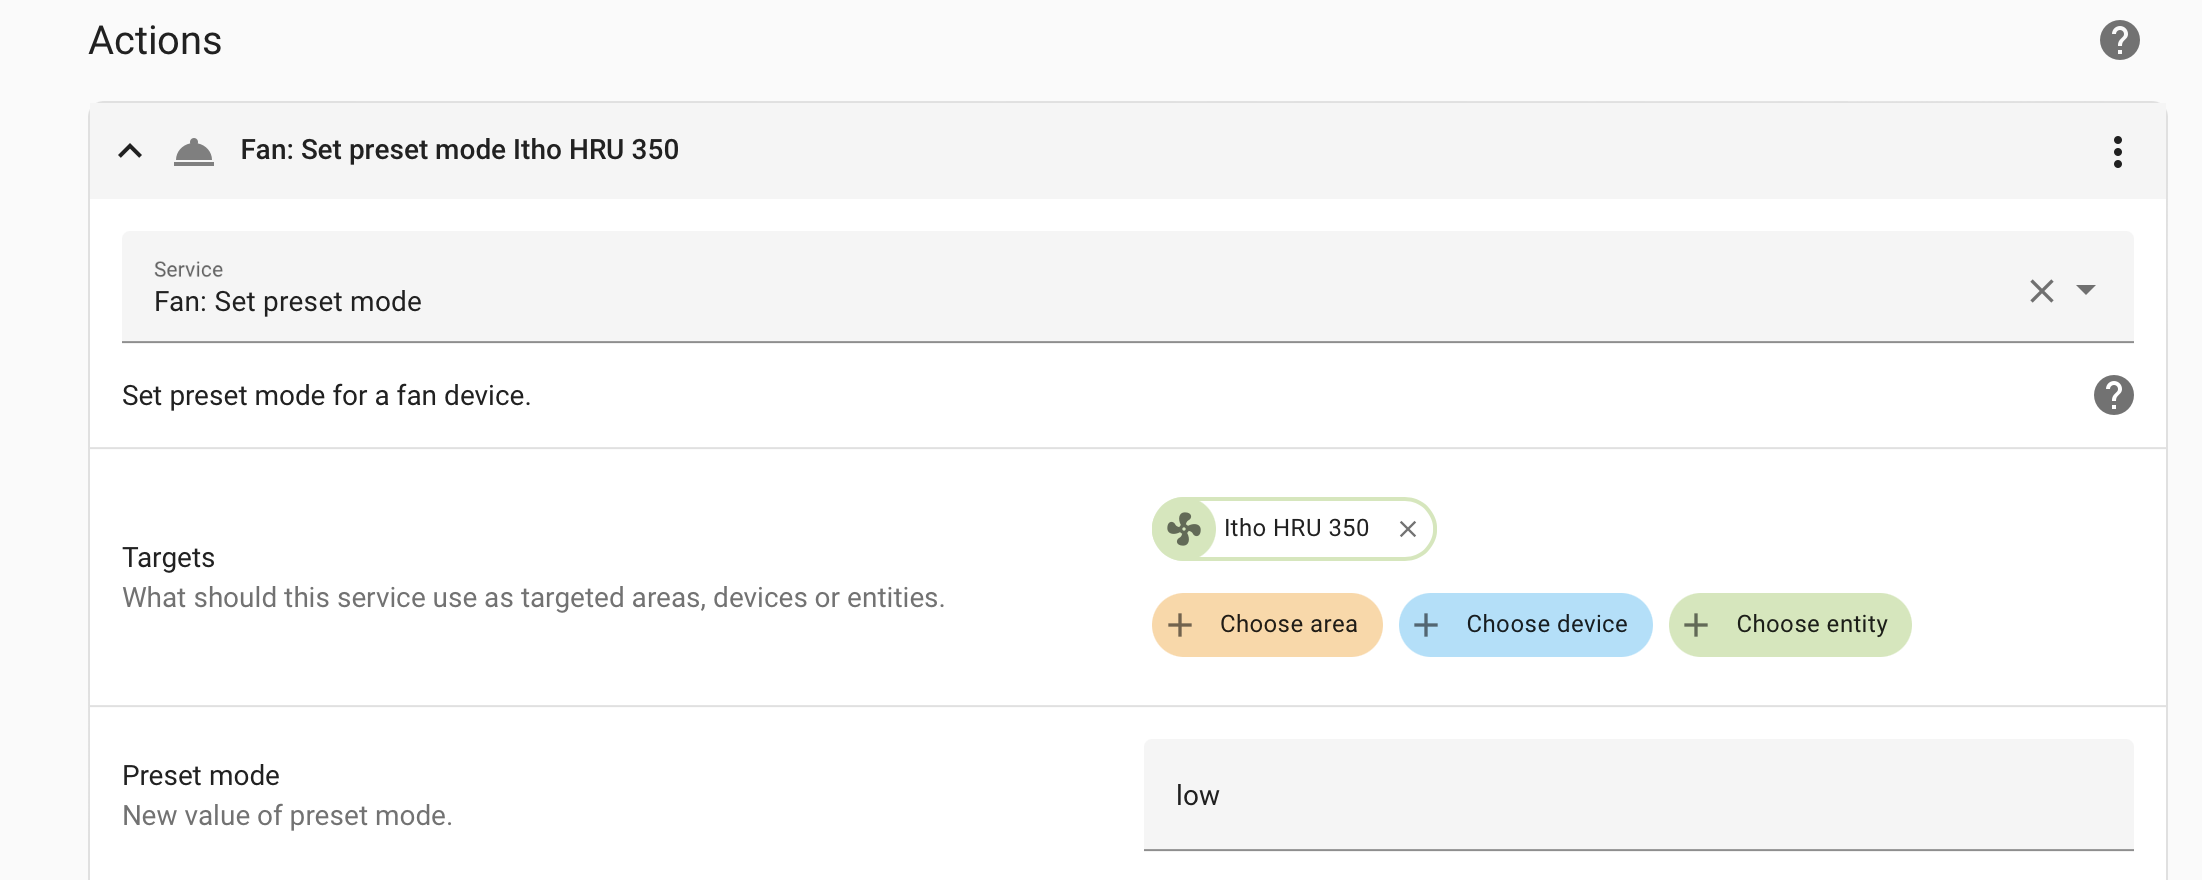 Actions
Fan: Set preset mode Itho HRU 350
Service
Fan: Set preset mode
Set preset mode for a fan device.
Targets
What should this service use as targeted areas, devices or entities.
Itho HRU 350
Choose area
Choose device
Choose entity
Preset mode
New value of preset mode.
low